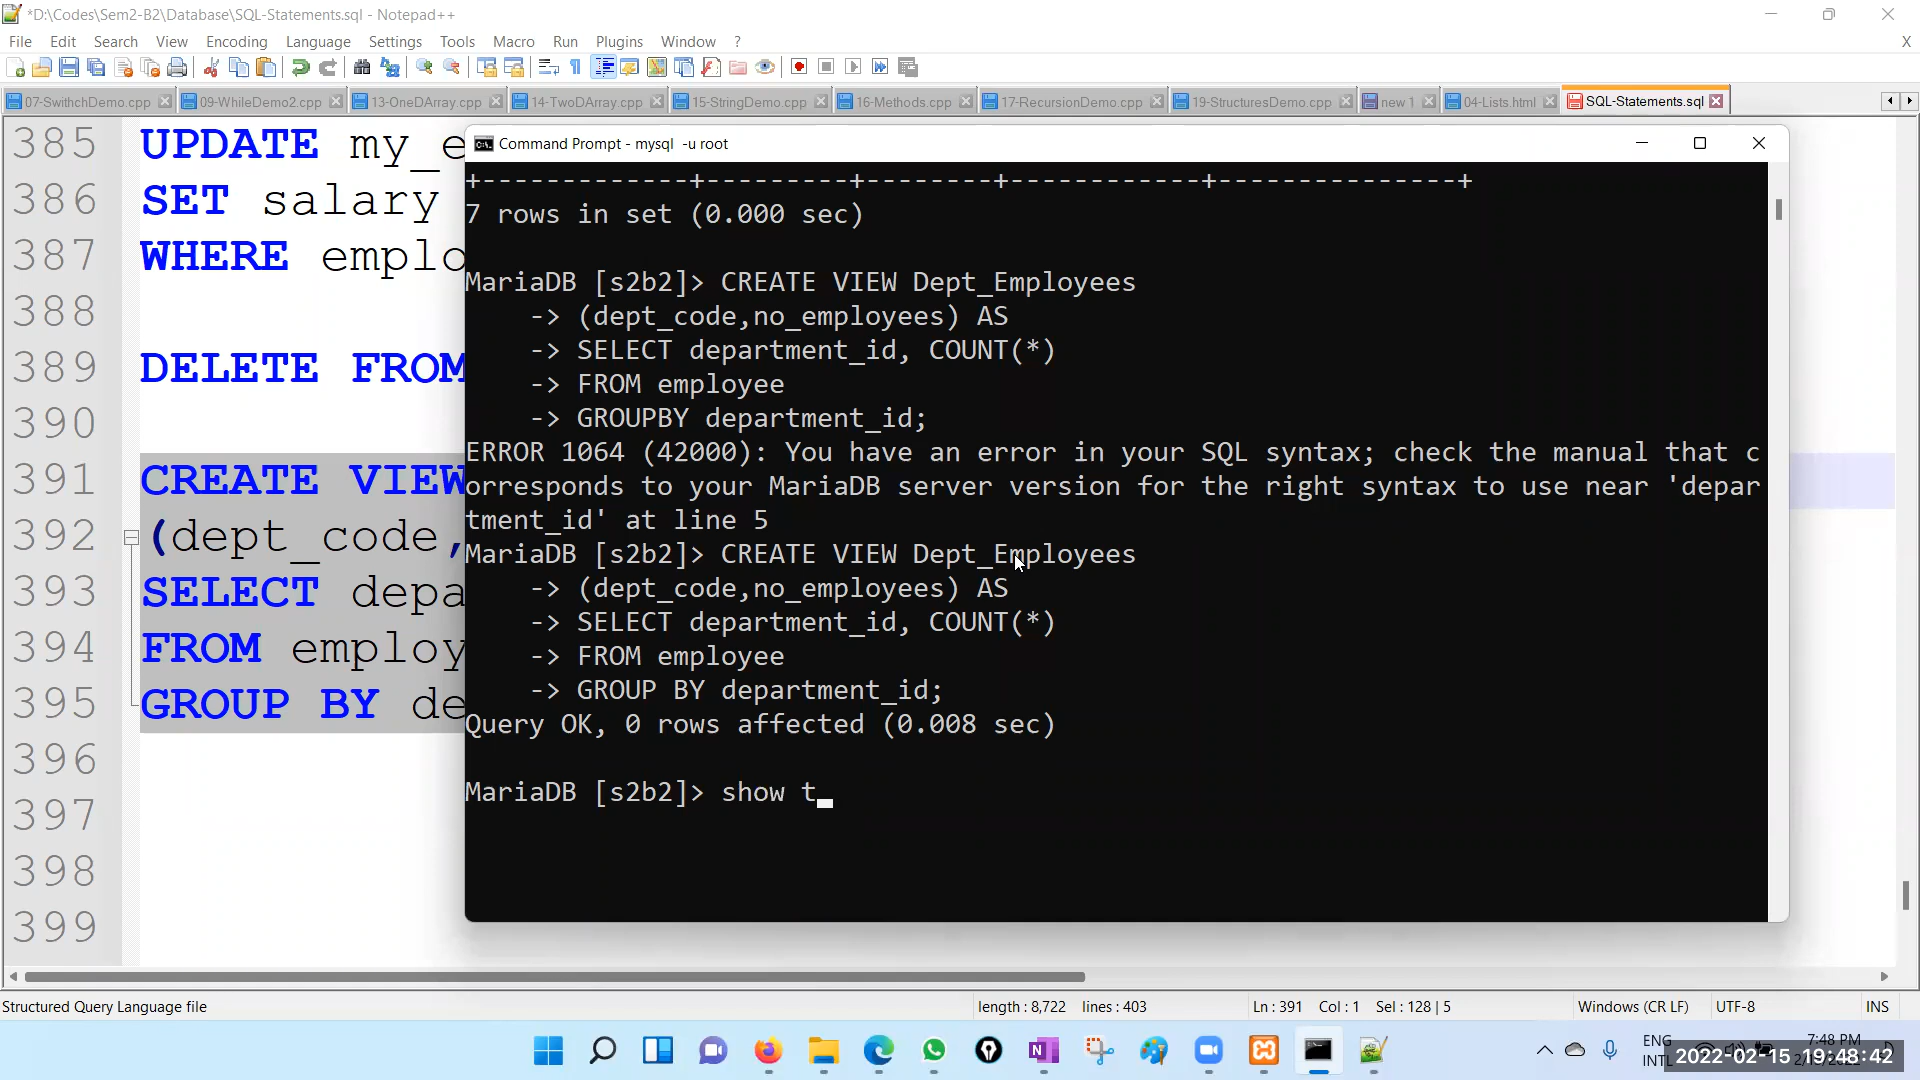 *D:\Codes\Sem2-B2\Database\SQL-Statements.sql - Notepad++
File Edit Search View Encoding Language Settings Tools Macro Run Plugins Window ? X
07-SwithchDemo.cpp 09-WhileDemo2.cpp 13-OneDArray.cpp 14-TwoDArray.cpp 15-StringDemo.cpp 16-Methods.cpp 17-RecursionDemo.cpp 19-StructuresDemo.cpp new 1 04-Lists.html SQL-Statements.sql
385 UPDATE my_e
386 SET salary
387 WHERE emplo
388
389 DELETE FROM
390
391 CREATE VIEW
392 (dept_code,
393 SELECT depa
394 FROM employ
395 GROUP BY de
396
397
398
399
Command Prompt - mysql -u root
+-------------+---------+--------+------------+---------------+
7 rows in set (0.000 sec)
MariaDB [s2b2]> CREATE VIEW Dept_Employees
-> (dept_code,no_employees) AS
-> SELECT department_id, COUNT(*)
-> FROM employee
-> GROUPBY department_id;
ERROR 1064 (42000): You have an error in your SQL syntax; check the manual that c
orresponds to your MariaDB server version for the right syntax to use near 'depar
tment_id' at line 5
MariaDB [s2b2]> CREATE VIEW Dept_Employees
-> (dept_code,no_employees) AS
-> SELECT department_id, COUNT(*)
-> FROM employee
-> GROUP BY department_id;
Query OK, 0 rows affected (0.008 sec)
MariaDB [s2b2]> show t
Structured Query Language file length : 8,722 lines : 403 Ln : 391 Col : 1 Sel : 128 | 5 Windows (CR LF) UTF-8 INS
ENG
INTL
7:48 PM
2022-02-15 19:48:42